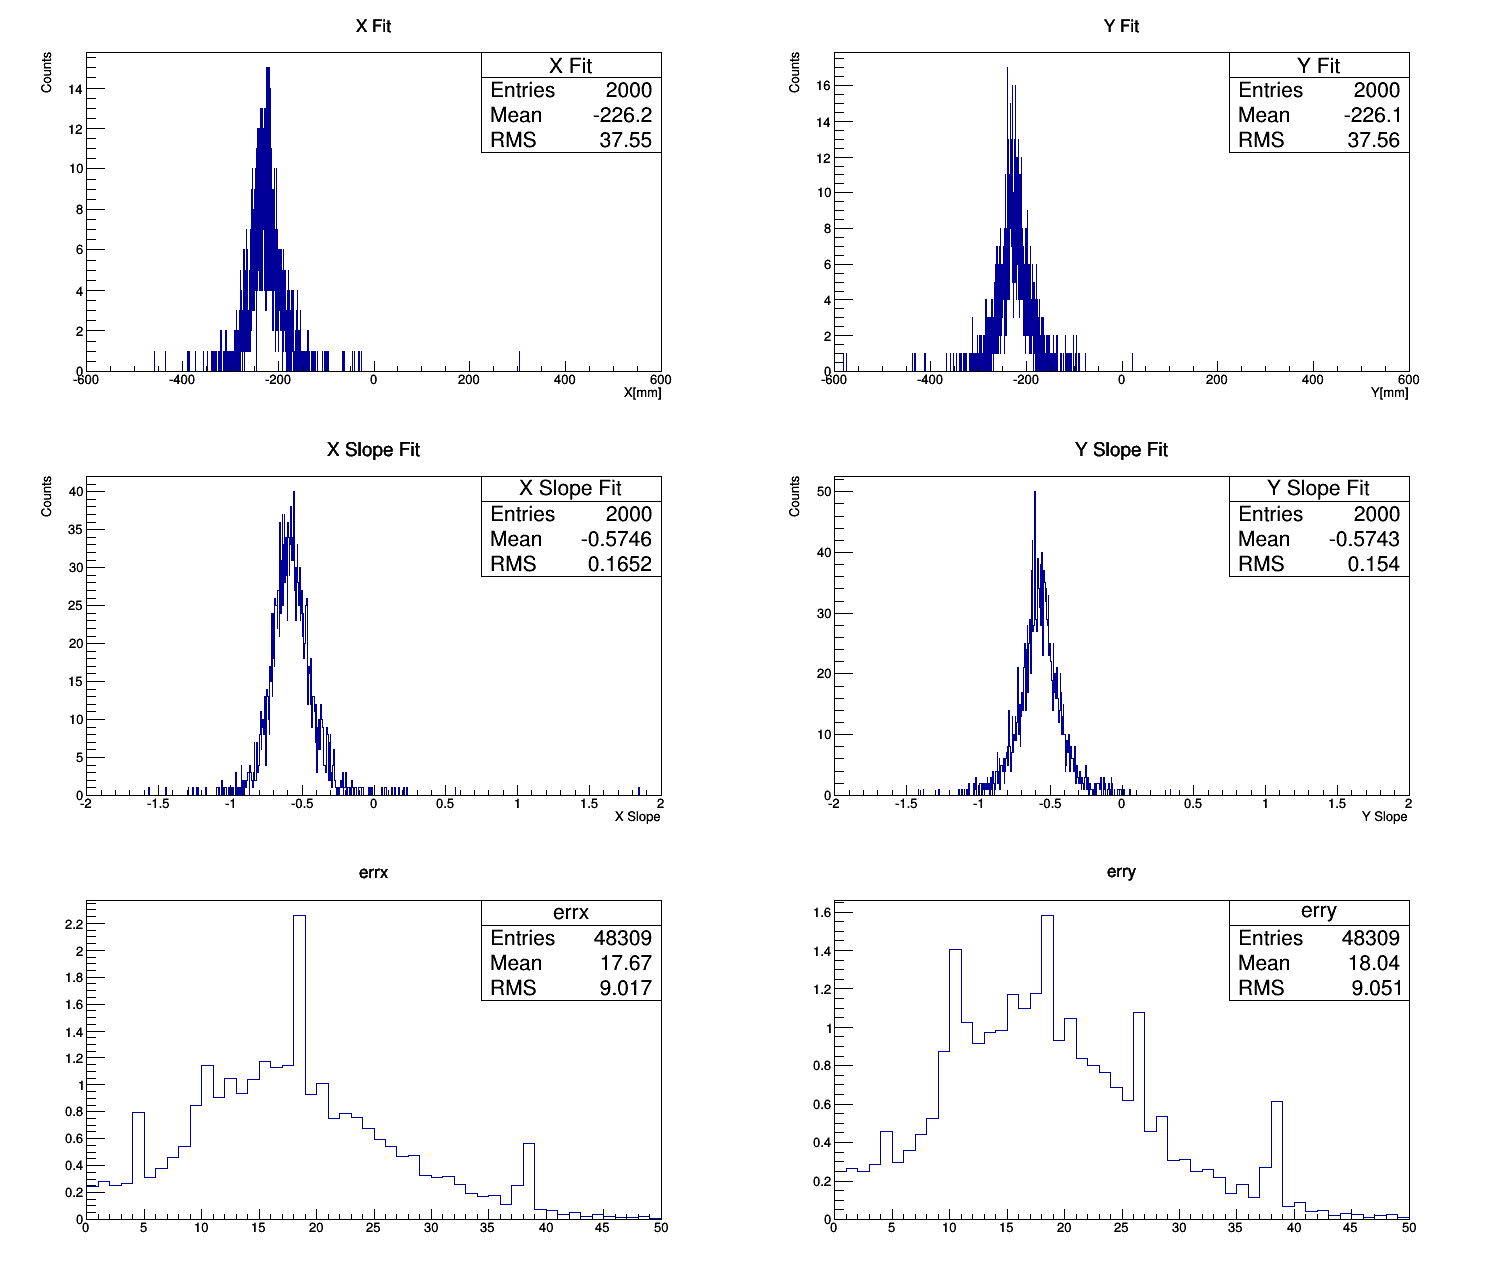 X Fit
Counts
X Fit
Entries 2000
Mean -226.2
RMS 37.55
14
12
10
8
6
4
2
0
-600 -400 -200 0 200 400 600
X[mm]
Y Fit
Counts
Y Fit
Entries 2000
Mean -226.1
RMS 37.56
16
14
12
10
8
6
4
2
0
-600 -400 -200 0 200 400 600
Y[mm]
X Slope Fit
Counts
X Slope Fit
Entries 2000
Mean -0.5746
RMS 0.1652
40
35
30
25
20
15
10
5
0
-2 -1.5 -1 -0.5 0 0.5 1 1.5 2
X Slope
Y Slope Fit
Counts
Y Slope Fit
Entries 2000
Mean -0.5743
RMS 0.154
50
40
30
20
10
0
-2 -1.5 -1 -0.5 0 0.5 1 1.5 2
Y Slope
errx
errx
Entries 48309
Mean 17.67
RMS 9.017
2.2
2
1.8
1.6
1.4
1.2
1
0.8
0.6
0.4
0.2
0
0 5 10 15 20 25 30 35 40 45 50
erry
erry
Entries 48309
Mean 18.04
RMS 9.051
1.6
1.4
1.2
1
0.8
0.6
0.4
0.2
0
0 5 10 15 20 25 30 35 40 45 50